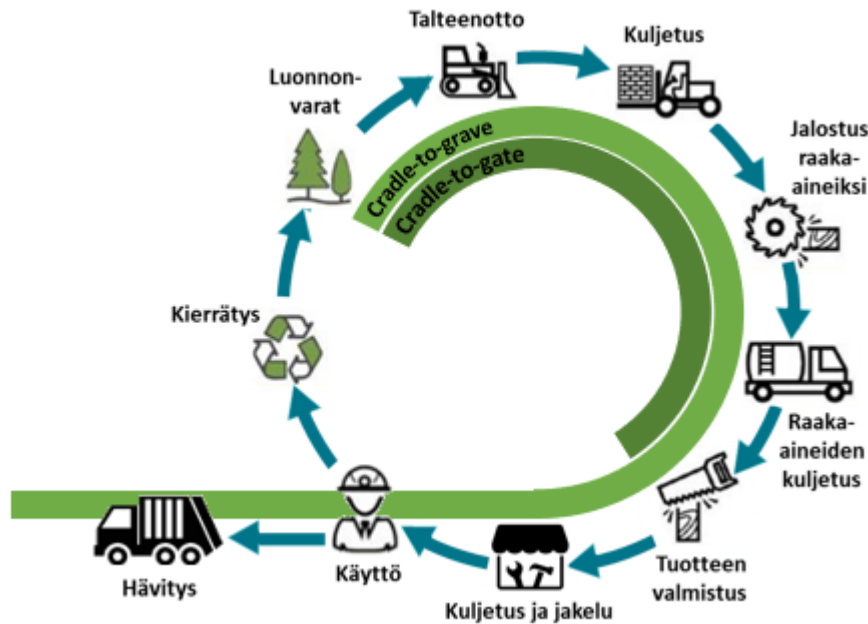 Talteenotto
Kuljetus
Luonnon-
varat
Jalostus
raaka-
aineiksi
Cradle-to-grave
Cradle-to-gate
Kierrätys
Raaka-
aineiden
kuljetus
Tuotteen
valmistus
Kuljetus ja jakelu
Käyttö
Hävitys